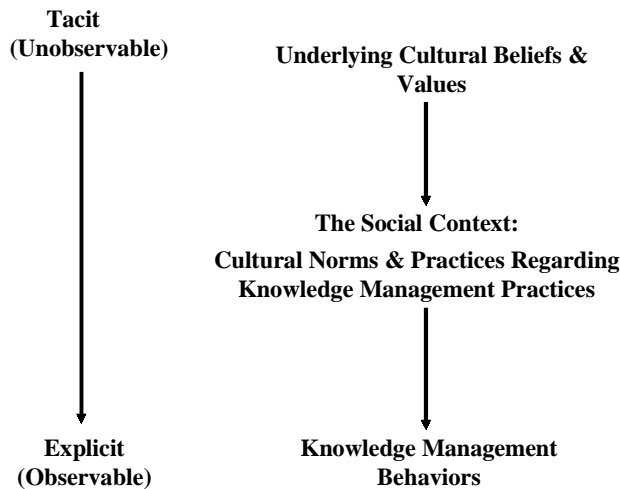 Tacit
(Unobservable)
Underlying Cultural Beliefs &
Values
The Social Context:
Cultural Norms & Practices Regarding
Knowledge Management Practices
Explicit
(Observable)
Knowledge Management
Behaviors